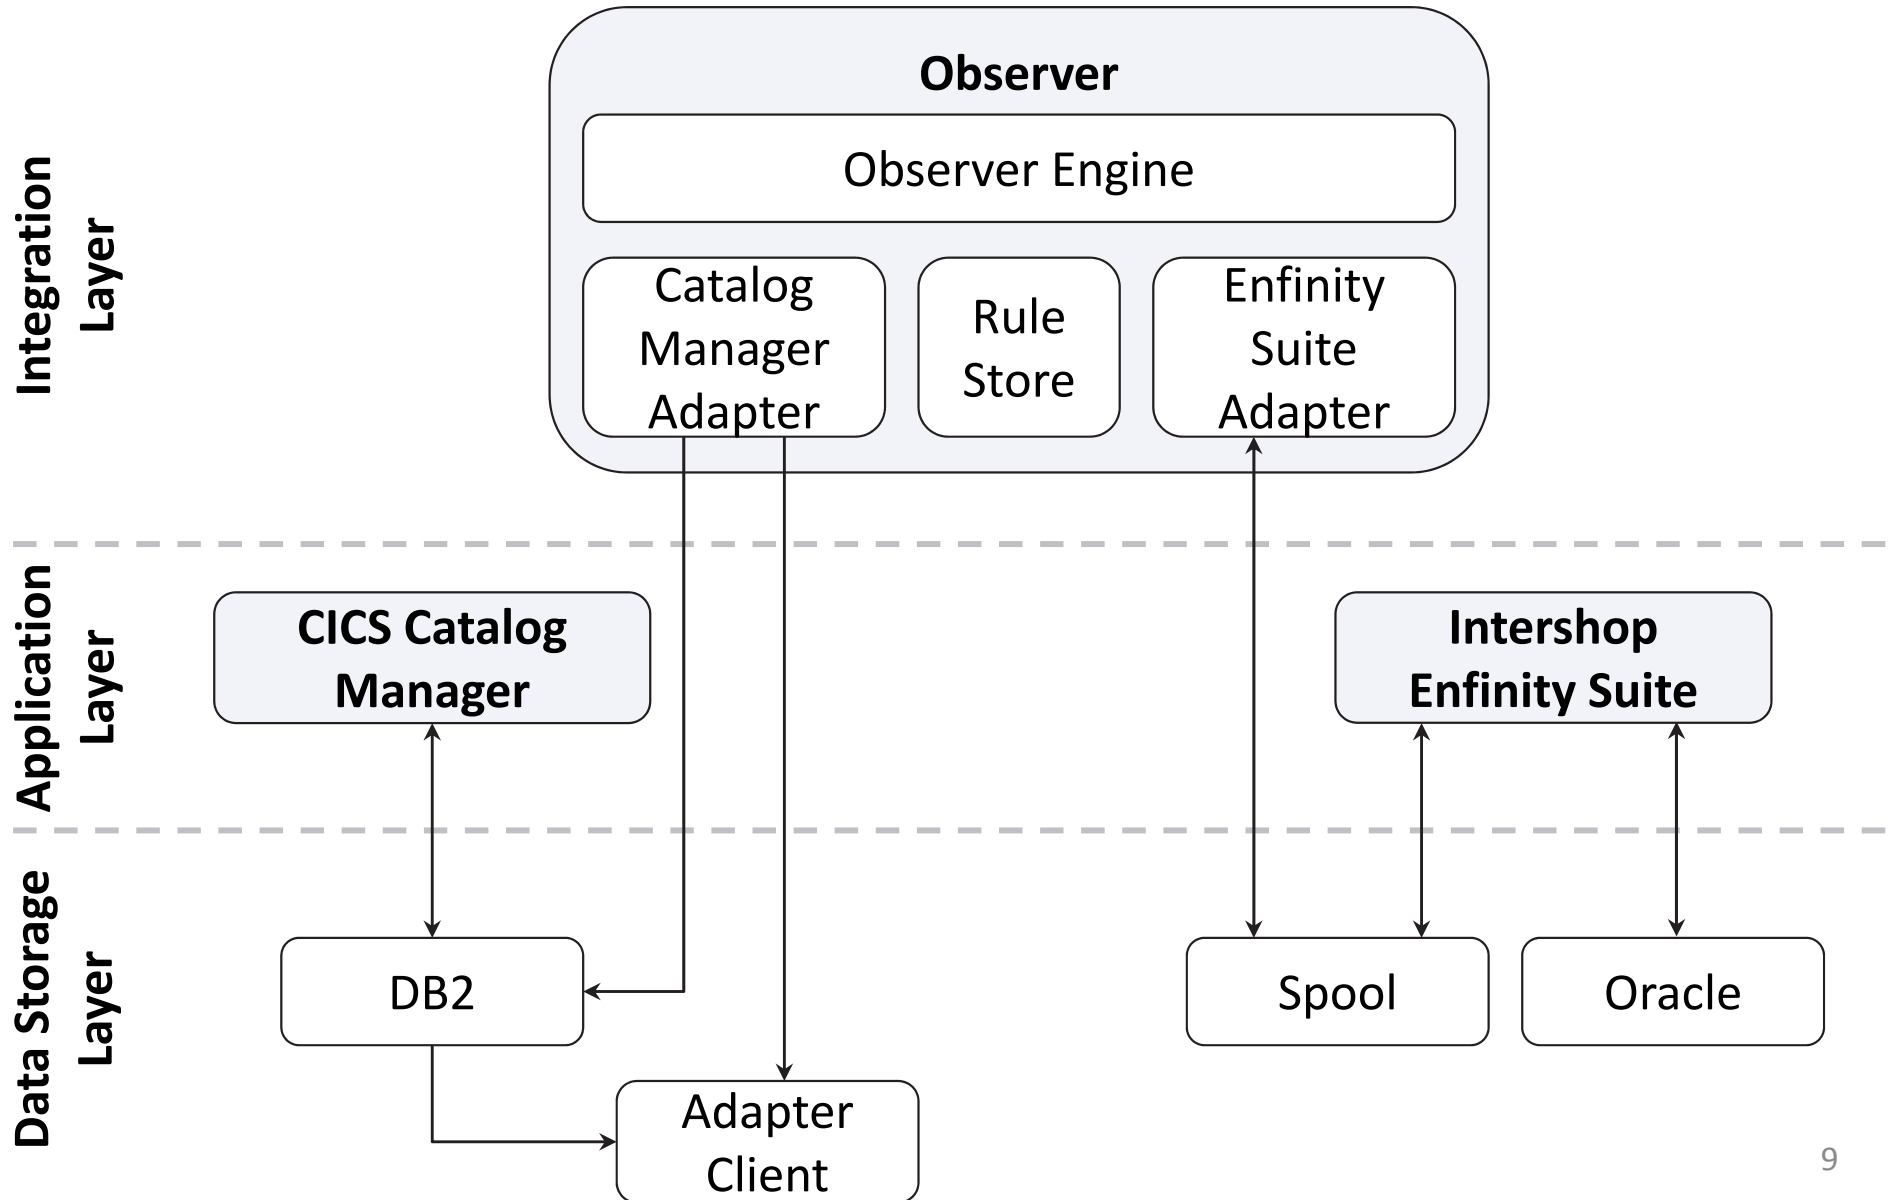 Integration
Layer
Observer
Observer Engine
Catalog
Manager
Adapter
Rule
Store
Enfinity
Suite
Adapter
Application
Layer
CICS Catalog
Manager
Intershop
Enfinity Suite
Data Storage
Layer
DB2
Spool
Oracle
Adapter
Client
9